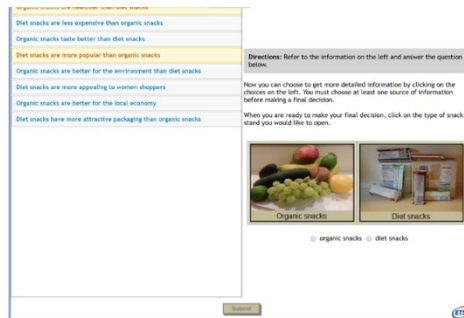 Diet snacks are less expensive than organic snacks
Organic snacks taste better than diet snacks
Diet snacks are more popular than organic snacks
Organic snacks are better for the environment than diet snacks
Diet snacks are more appealing to women shoppers
Organic snacks are better for the local economy
Diet snacks have more attractive packaging than organic snacks
Directions: Refer to the information on the left and answer the question
below.
Now you can choose to get more detailed information by clicking on the
choices on the left. You must choose at least one source of information
before making a final decision.
When you are ready to make your final decision, click on the type of snack
stand you would like to open.
Organic snacks
Diet snacks
organic snacks
diet snacks
Submit